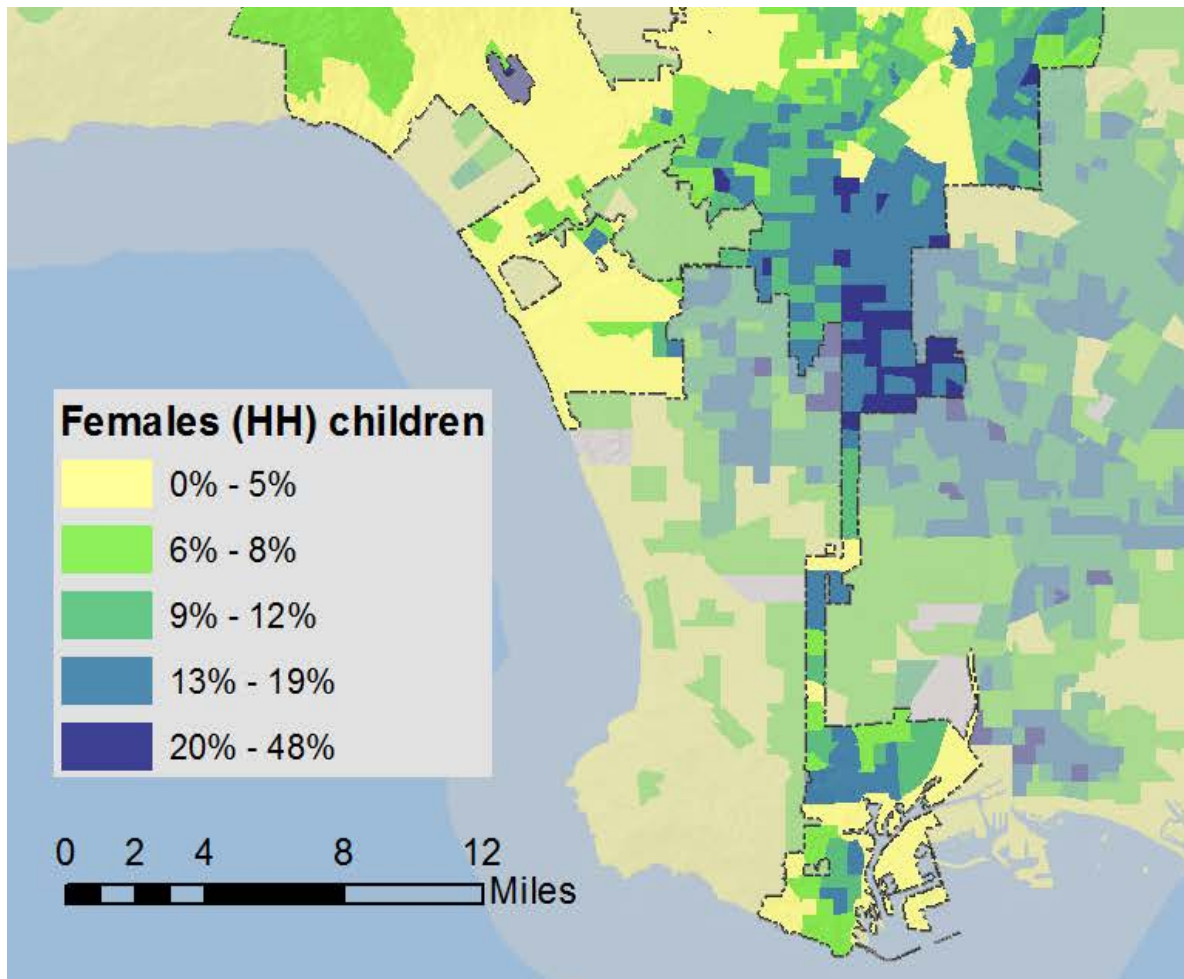 Females (HH) children
0% - 5%
6% - 8%
9% - 12%
13% - 19%
20% - 48%
0 2 4 8 12
Miles